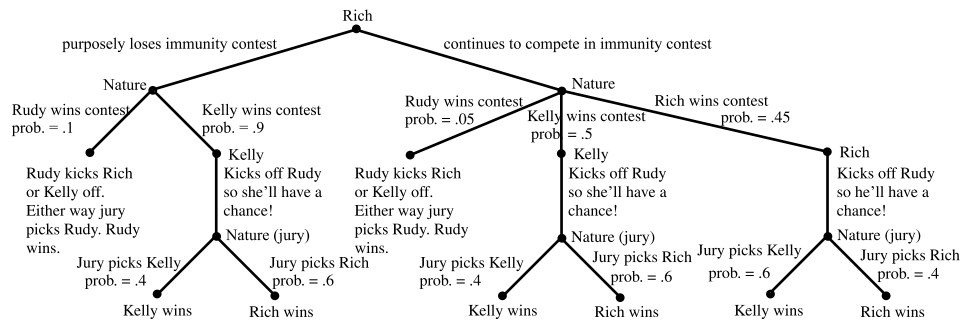 Rich
purposely loses immunity contest
continues to compete in immunity contest
Nature
Nature
Rudy wins contest
prob. = .1
Kelly wins contest
prob. = .9
Rudy wins contest
prob. = .05
Kelly wins contest
prob. = .5
Rich wins contest
prob. = .45
Kelly
Kelly
Rich
Rudy kicks Rich
or Kelly off.
Either way jury
picks Rudy. Rudy
wins.
Kicks off Rudy
so she'll have a
chance!
Rudy kicks Rich
or Kelly off.
Either way jury
picks Rudy. Rudy
wins.
Kicks off Rudy
so she'll have a
chance!
Kicks off Rudy
so he'll have a
chance!
Nature (jury)
Nature (jury)
Nature (jury)
Jury picks Kelly
prob. = .4
Jury picks Rich
prob. = .6
Jury picks Kelly
prob. = .4
Jury picks Rich
prob. = .6
Jury picks Kelly
prob. = .6
Jury picks Rich
prob. = .4
Kelly wins
Rich wins
Kelly wins
Rich wins
Kelly wins
Rich wins